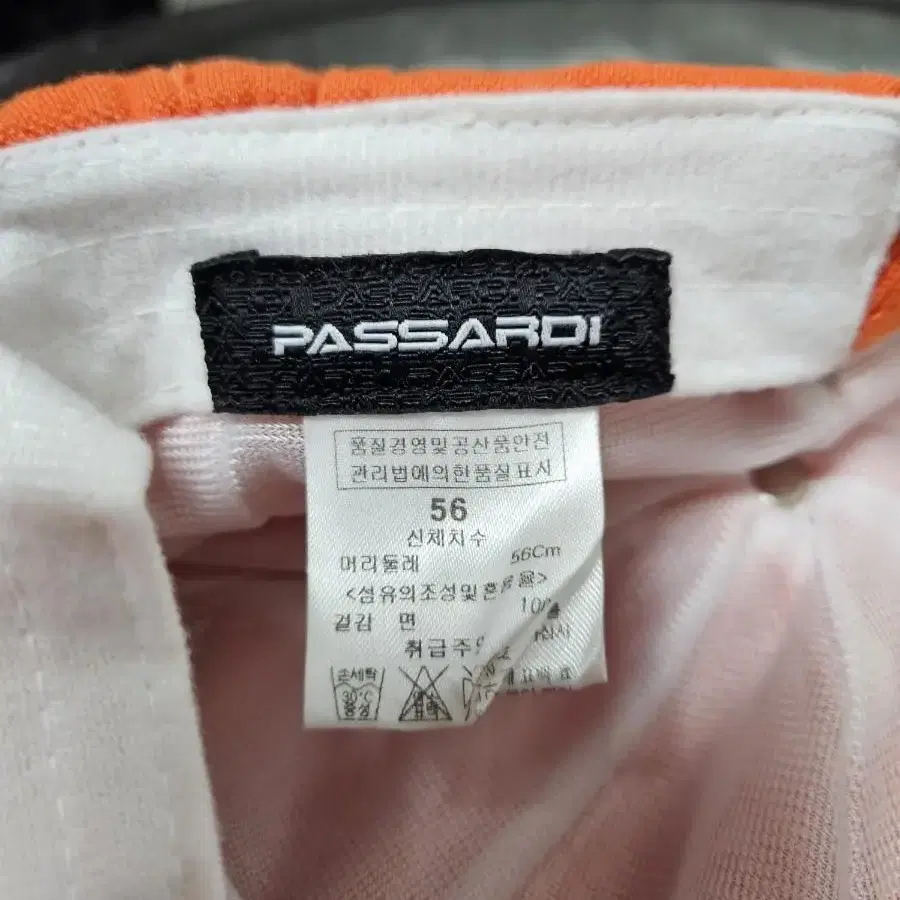 PASSARDI
품질경영및공산품안전
관리법에의한품질표시
56
신체치수
머리둘레 56Cm
<섬유의조성및혼용율>
겉감 면
취급주
손세탁
30°C
중성